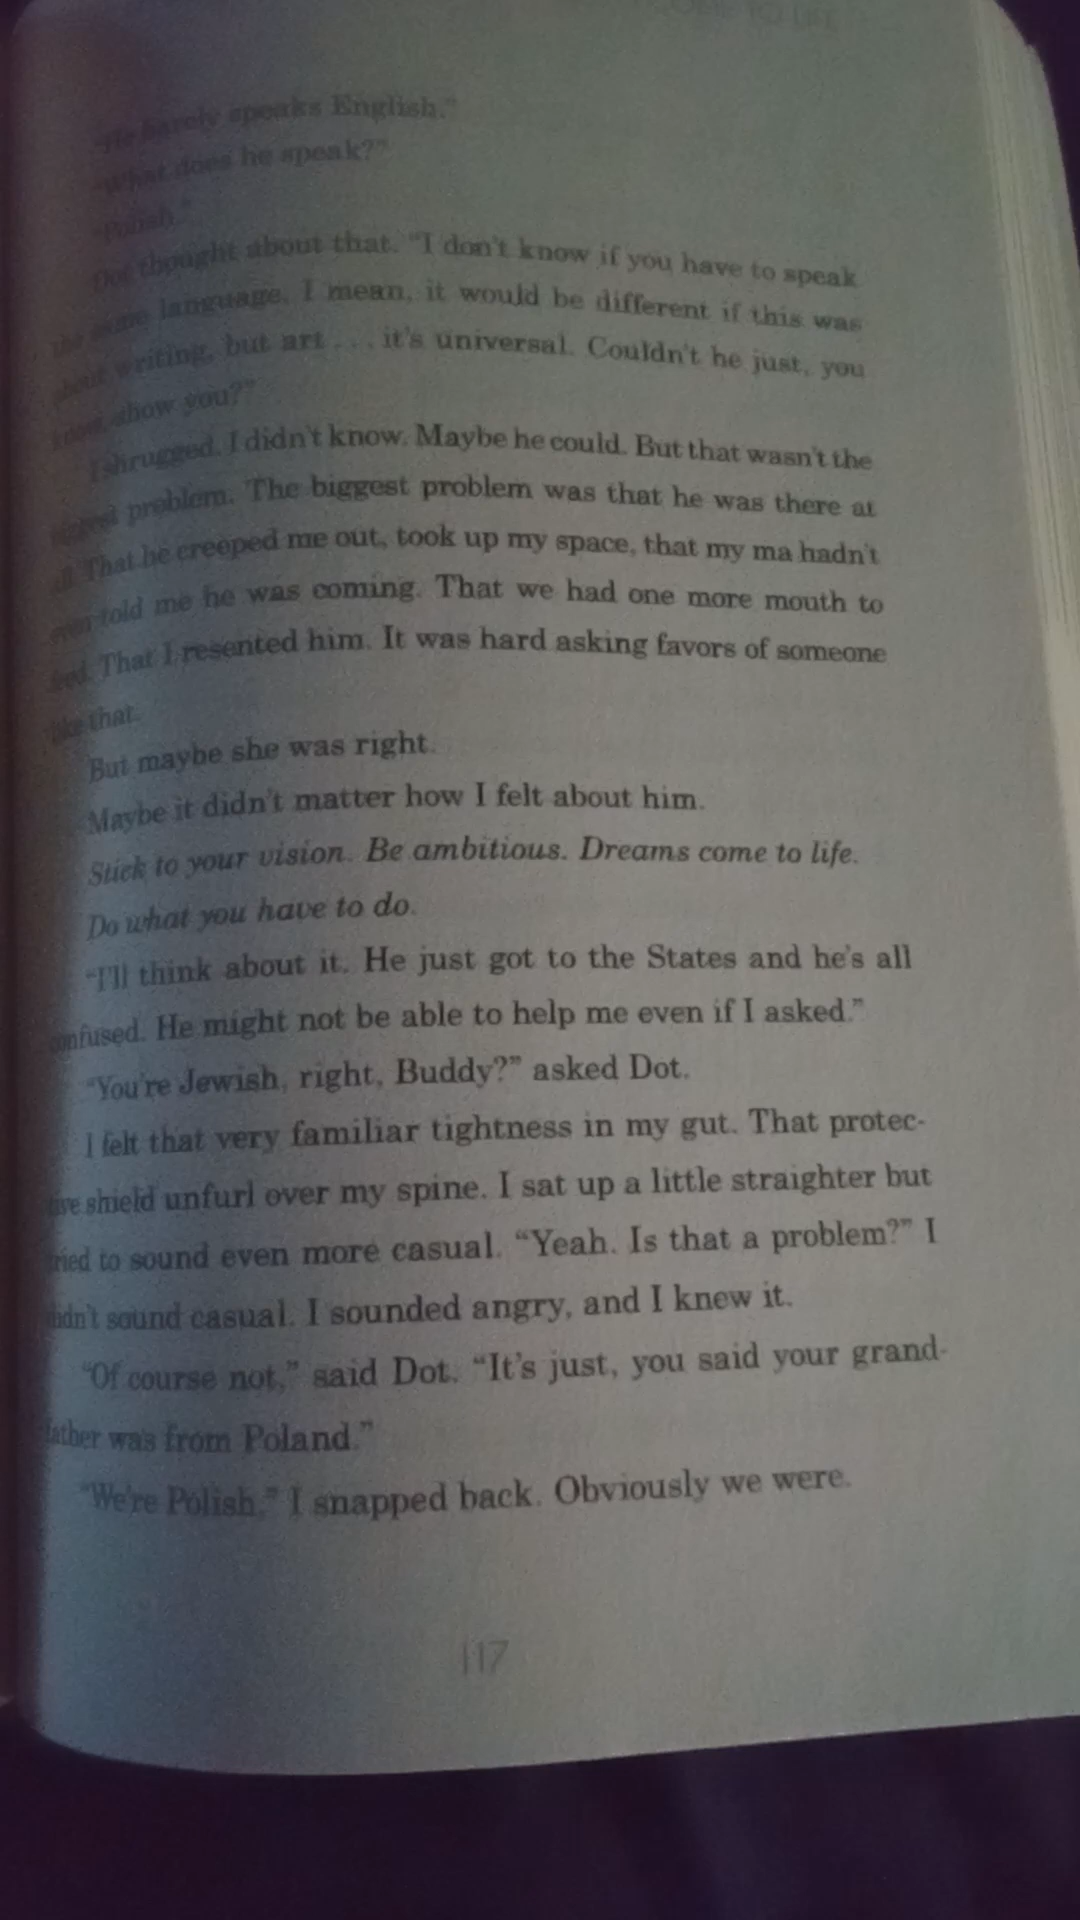 COME TO LIFE
"He barely speaks English."
"What does he speak?"
"Polish."
Dot thought about that. "I don't know if you have to speak
the same language. I mean, it would be different if this was
about writing, but art . . . it's universal. Couldn't he just, you
know, show you?"
I shrugged. I didn't know. Maybe he could. But that wasn't the
biggest problem. The biggest problem was that he was there at
all. That he creeped me out, took up my space, that my ma hadn't
ever told me he was coming. That we had one more mouth to
feed. That I resented him. It was hard asking favors of someone
like that.
But maybe she was right.
Maybe it didn't matter how I felt about him.
Stick to your vision. Be ambitious. Dreams come to life.
Do what you have to do.
"I'll think about it. He just got to the States and he's all
confused. He might not be able to help me even if I asked."
"You're Jewish, right, Buddy?" asked Dot.
I felt that very familiar tightness in my gut. That protec-
tive shield unfurl over my spine. I sat up a little straighter but
tried to sound even more casual. "Yeah. Is that a problem?" I
didn't sound casual. I sounded angry, and I knew it.
"Of course not," said Dot. "It's just, you said your grand-
father was from Poland."
"We're Polish," I snapped back. Obviously we were.
117